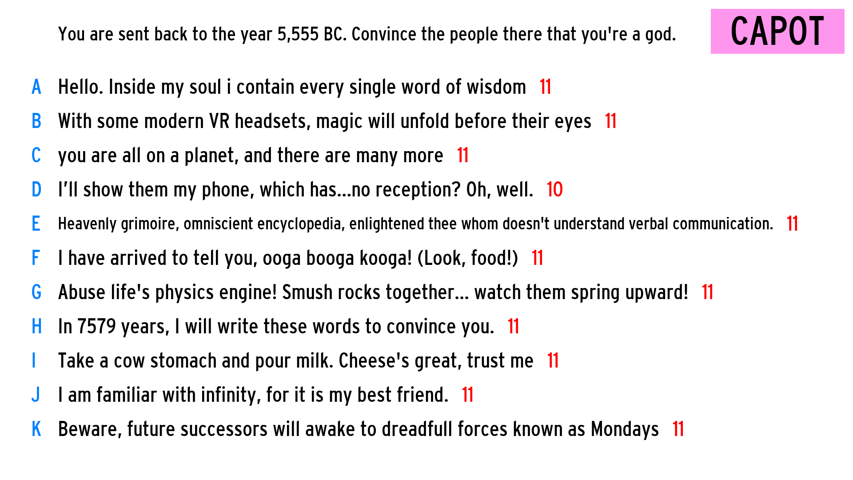 You are sent back to the year 5,555 BC. Convince the people there that you're a god.
CAPOT
A Hello. Inside my soul i contain every single word of wisdom 11
B With some modern VR headsets, magic will unfold before their eyes 11
C you are all on a planet, and there are many more 11
D I’ll show them my phone, which has...no reception? Oh, well. 10
E Heavenly grimoire, omniscient encyclopedia, enlightened thee whom doesn't understand verbal communication. 11
F I have arrived to tell you, ooga booga kooga! (Look, food!) 11
G Abuse life's physics engine! Smush rocks together... watch them spring upward! 11
H In 7579 years, I will write these words to convince you. 11
I Take a cow stomach and pour milk. Cheese's great, trust me 11
J I am familiar with infinity, for it is my best friend. 11
K Beware, future successors will awake to dreadfull forces known as Mondays 11